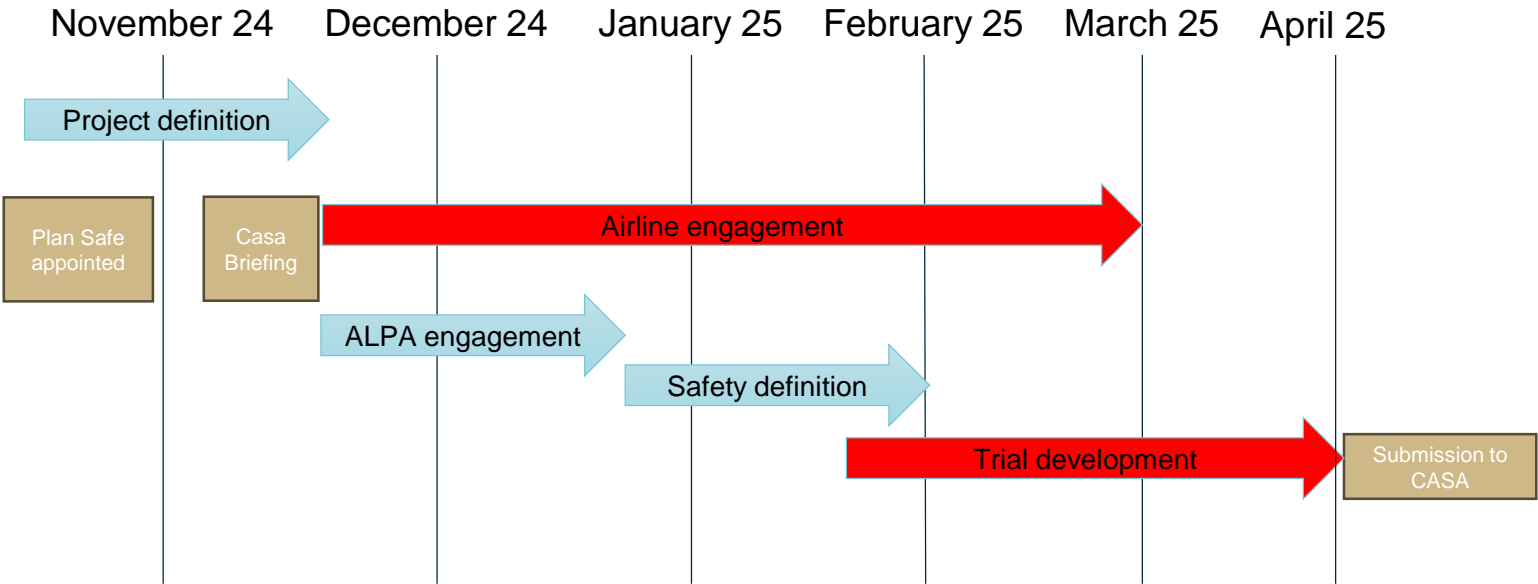 November 24
December 24
January 25
February 25
March 25
April 25
Project definition
Plan Safe
appointed
Casa
Briefing
Airline engagement
ALPA engagement
Safety definition
Trial development
Submission to
CASA